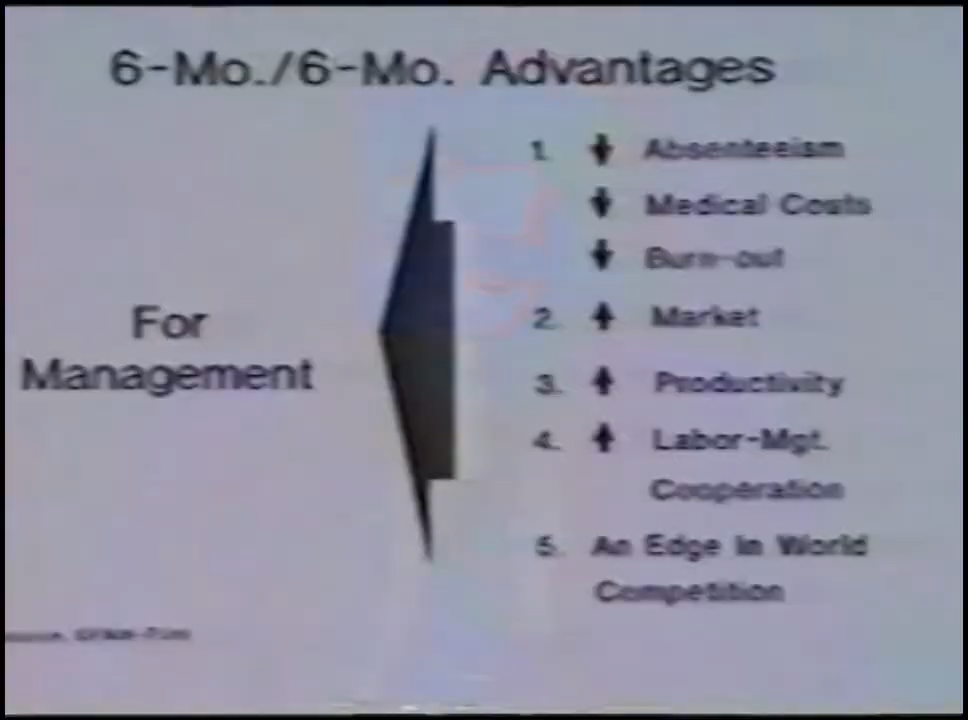 6-Mo./6-Mo. Advantages
1. Absenteeism
Medical Costs
Burn-out
For
Management
2. Market
3. Productivity
4. Labor-Mgt.
Cooperation
5. An Edge In World
Competition